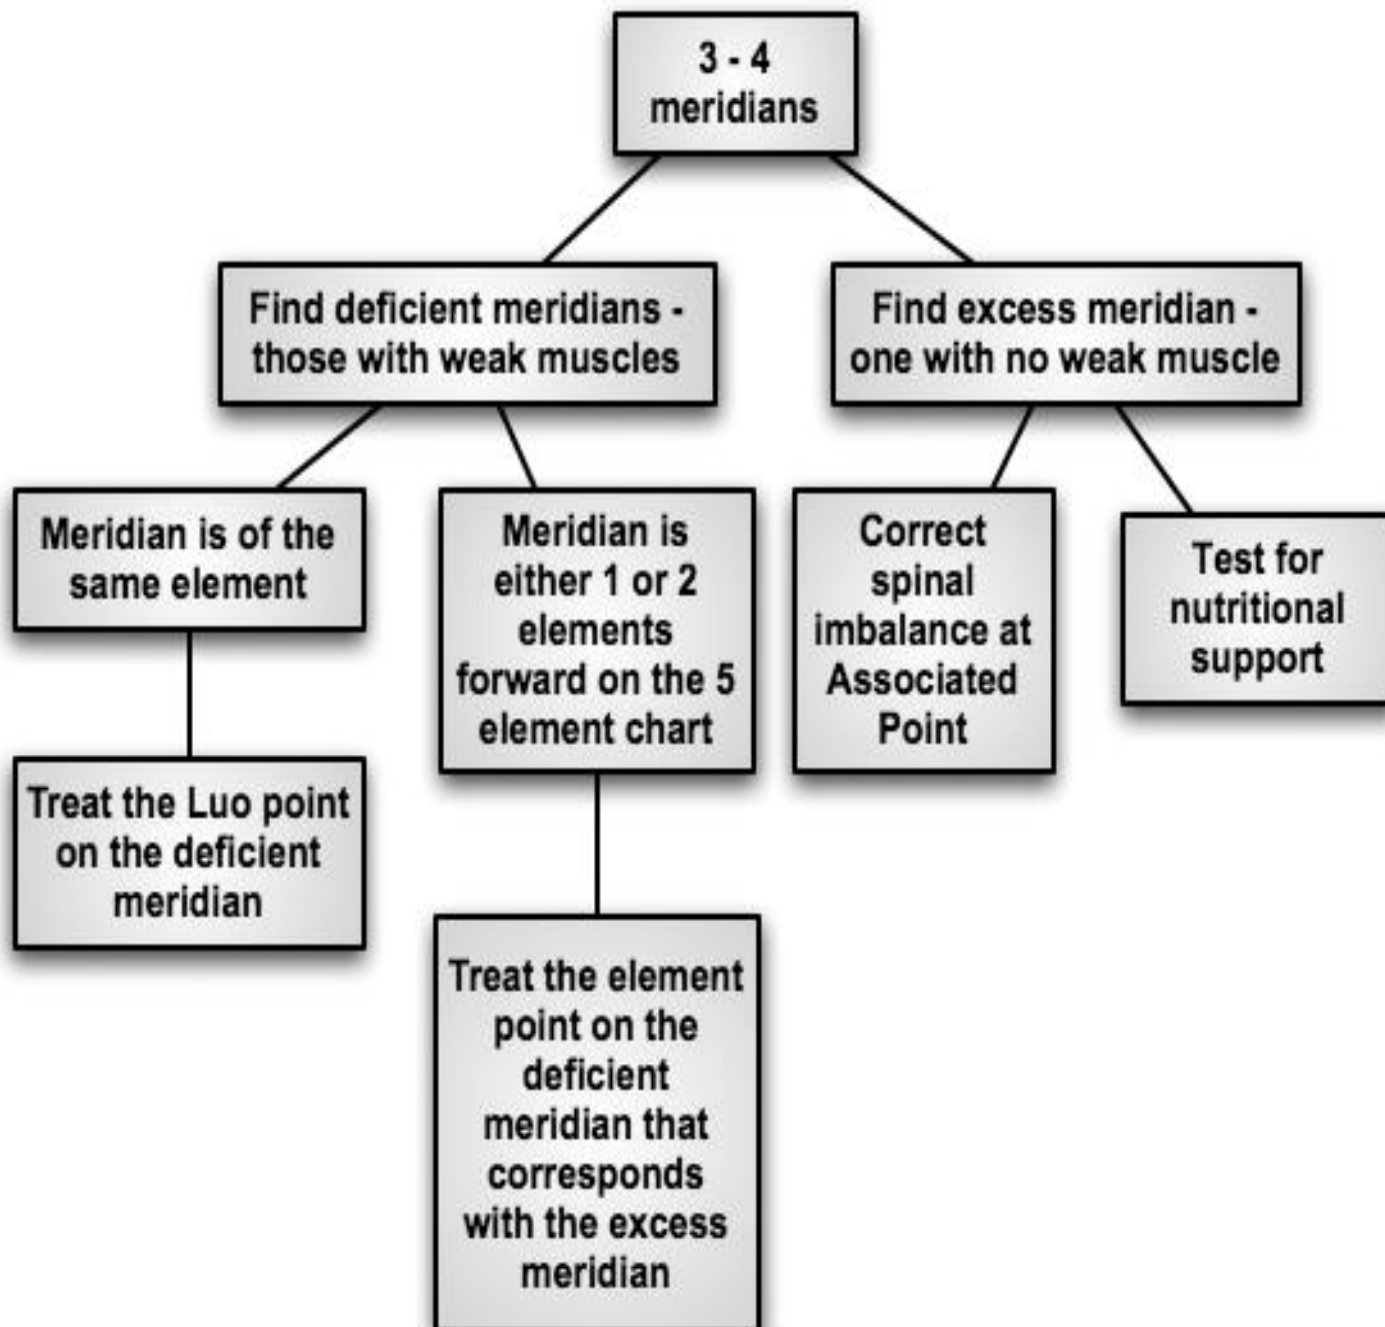 3 - 4
meridians
Find deficient meridians -
those with weak muscles
Find excess meridian -
one with no weak muscle
Meridian is of the
same element
Meridian is
either 1 or 2
elements
forward on the 5
element chart
Correct
spinal
imbalance at
Associated
Point
Test for
nutritional
support
Treat the Luo point
on the deficient
meridian
Treat the element
point on the
deficient
meridian that
corresponds
with the excess
meridian